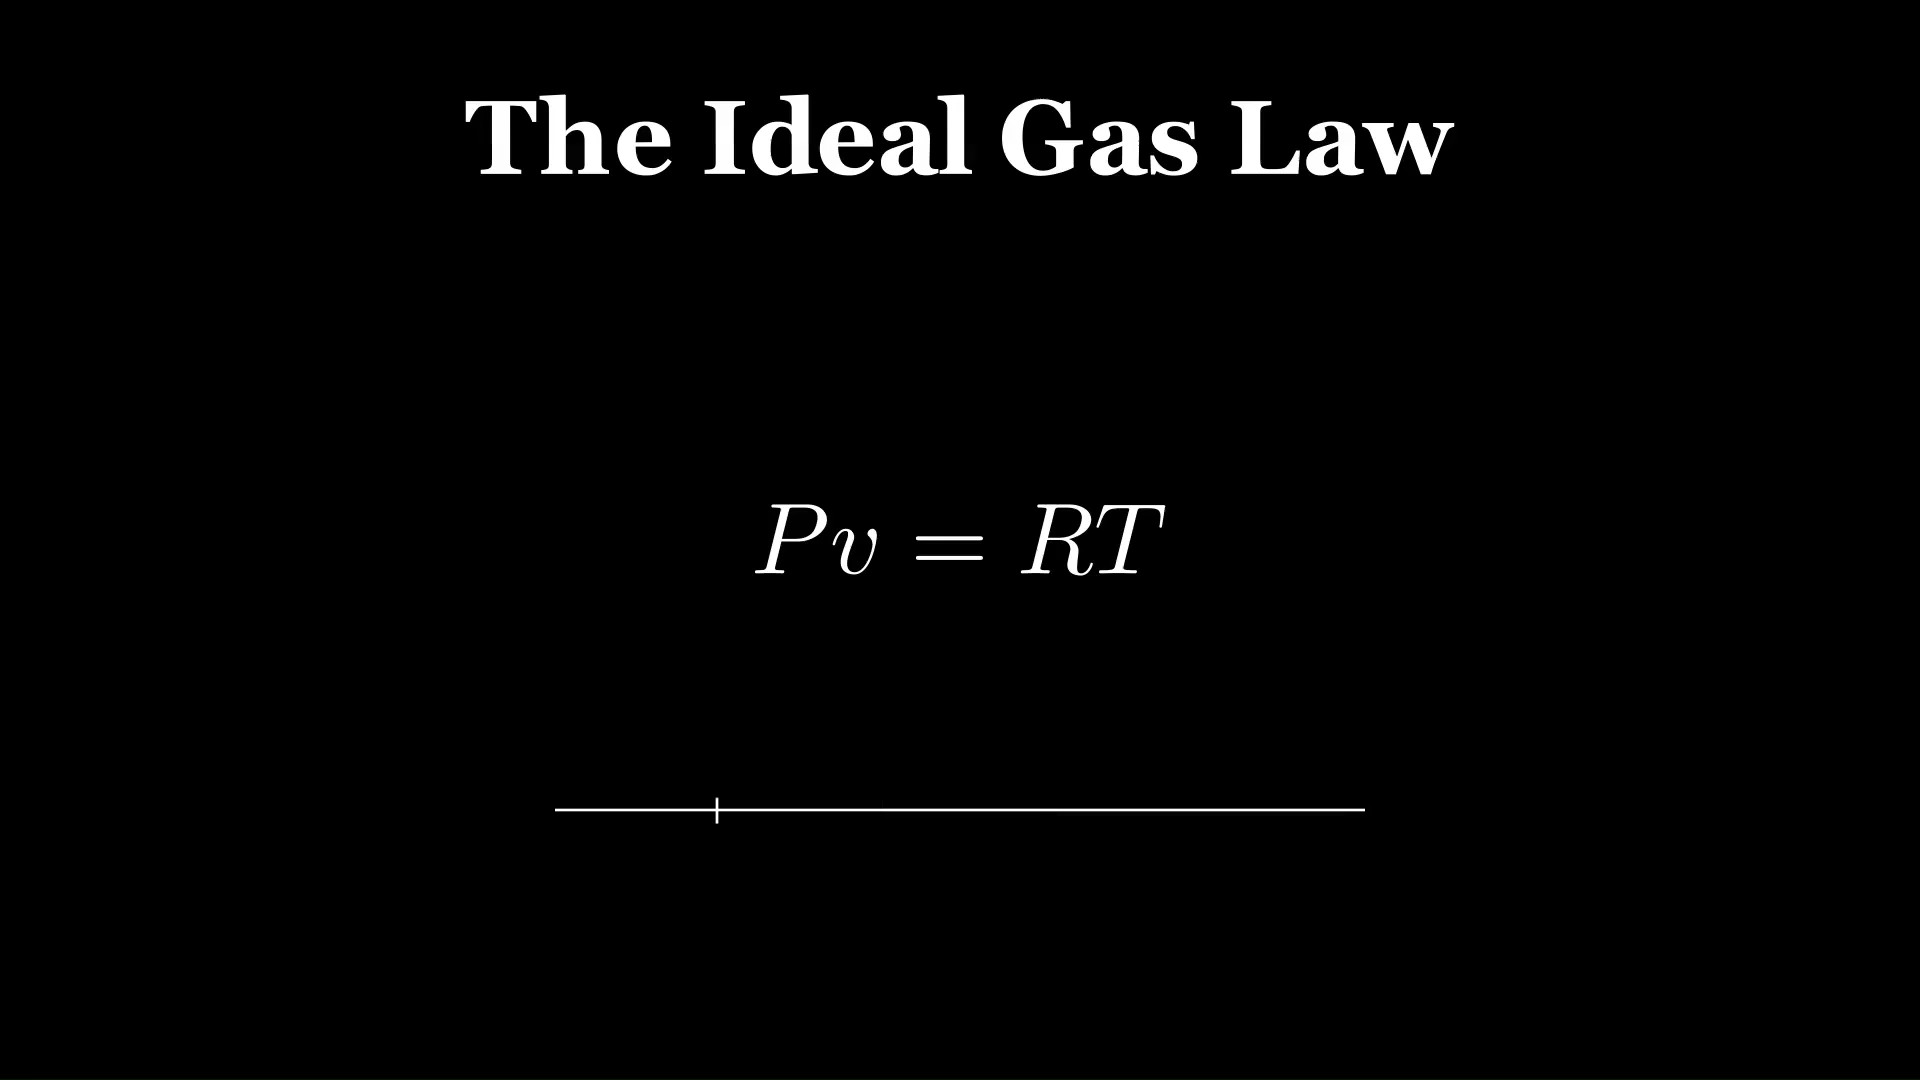 The Ideal Gas Law
Pv = RT